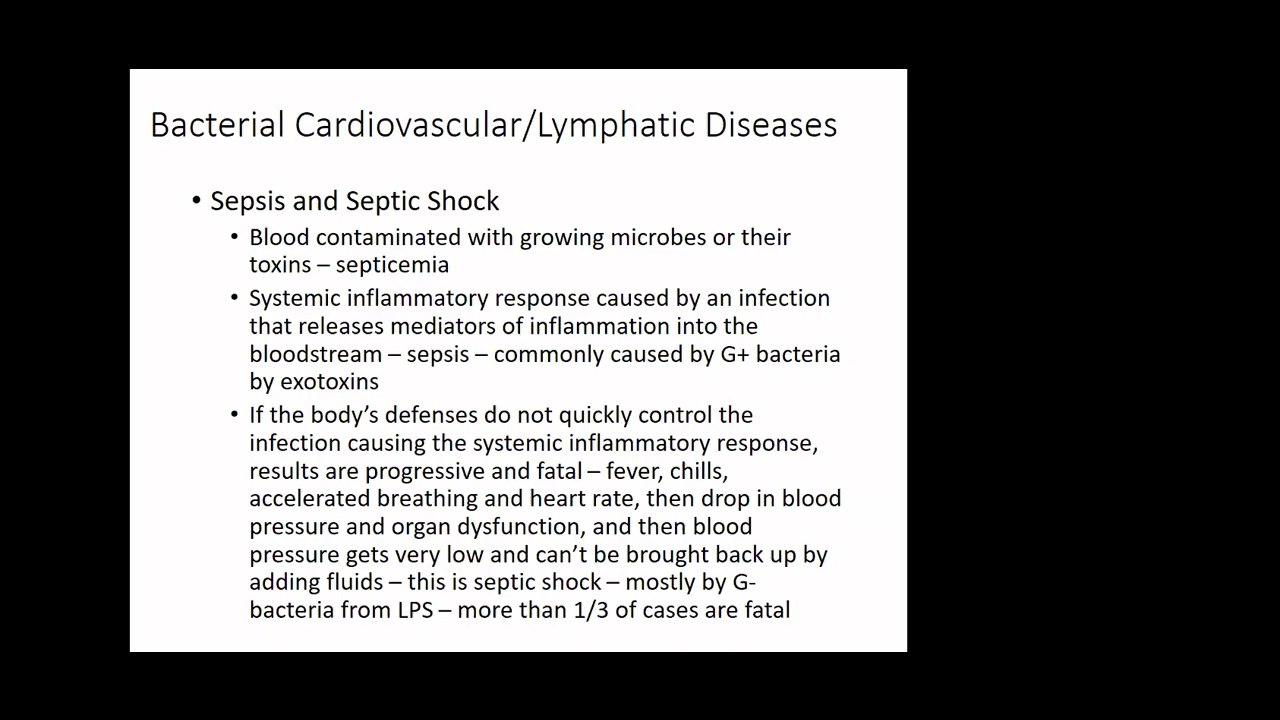 Bacterial Cardiovascular/Lymphatic Diseases
• Sepsis and Septic Shock
• Blood contaminated with growing microbes or their
toxins – septicemia
• Systemic inflammatory response caused by an infection
that releases mediators of inflammation into the
bloodstream – sepsis – commonly caused by G+ bacteria
by exotoxins
• If the body’s defenses do not quickly control the
infection causing the systemic inflammatory response,
results are progressive and fatal – fever, chills,
accelerated breathing and heart rate, then drop in blood
pressure and organ dysfunction, and then blood
pressure gets very low and can’t be brought back up by
adding fluids – this is septic shock – mostly by G-
bacteria from LPS – more than 1/3 of cases are fatal